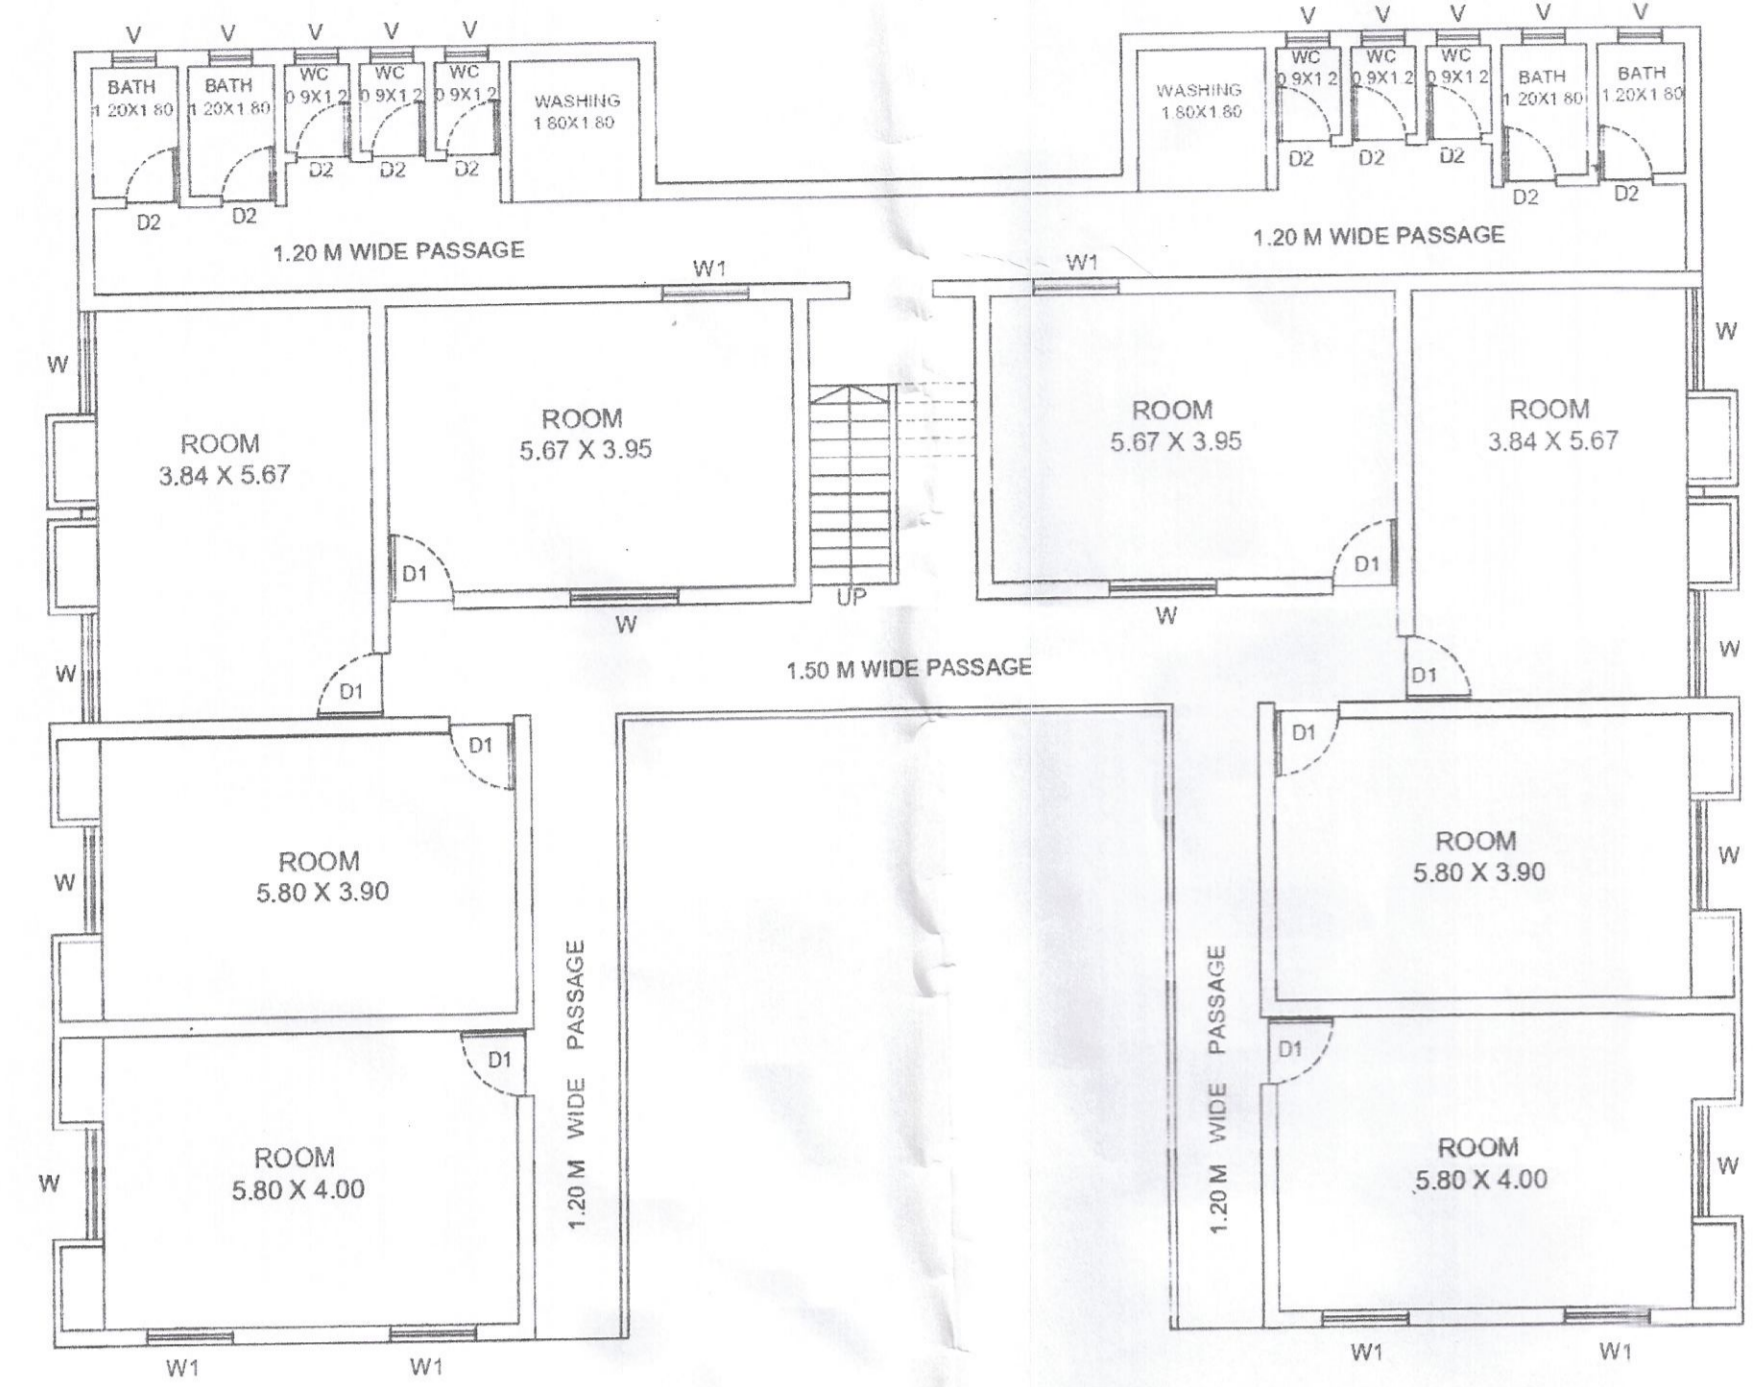 V V V V V V V V V V
BATH
1.20X1.80
BATH
1.20X1.80
WC
0.9X1.2
WC
0.9X1.2
WC
0.9X1.2
WASHING
1.80X1.80
WASHING
1.80X1.80
WC
0.9X1.2
WC
0.9X1.2
WC
0.9X1.2
BATH
1.20X1.80
BATH
1.20X1.80
D2 D2 D2 D2 D2 D2 D2 D2 D2 D2
1.20 M WIDE PASSAGE
1.20 M WIDE PASSAGE
W1 W1
W W
ROOM
3.84 X 5.67
ROOM
5.67 X 3.95
ROOM
5.67 X 3.95
ROOM
3.84 X 5.67
D1 D1
UP
W W
W W
D1 D1
1.50 M WIDE PASSAGE
D1 D1
ROOM
5.80 X 3.90
ROOM
5.80 X 3.90
W W
1.20 M WIDE PASSAGE
1.20 M WIDE PASSAGE
D1 D1
ROOM
5.80 X 4.00
ROOM
5.80 X 4.00
W W
W1 W1 W1 W1